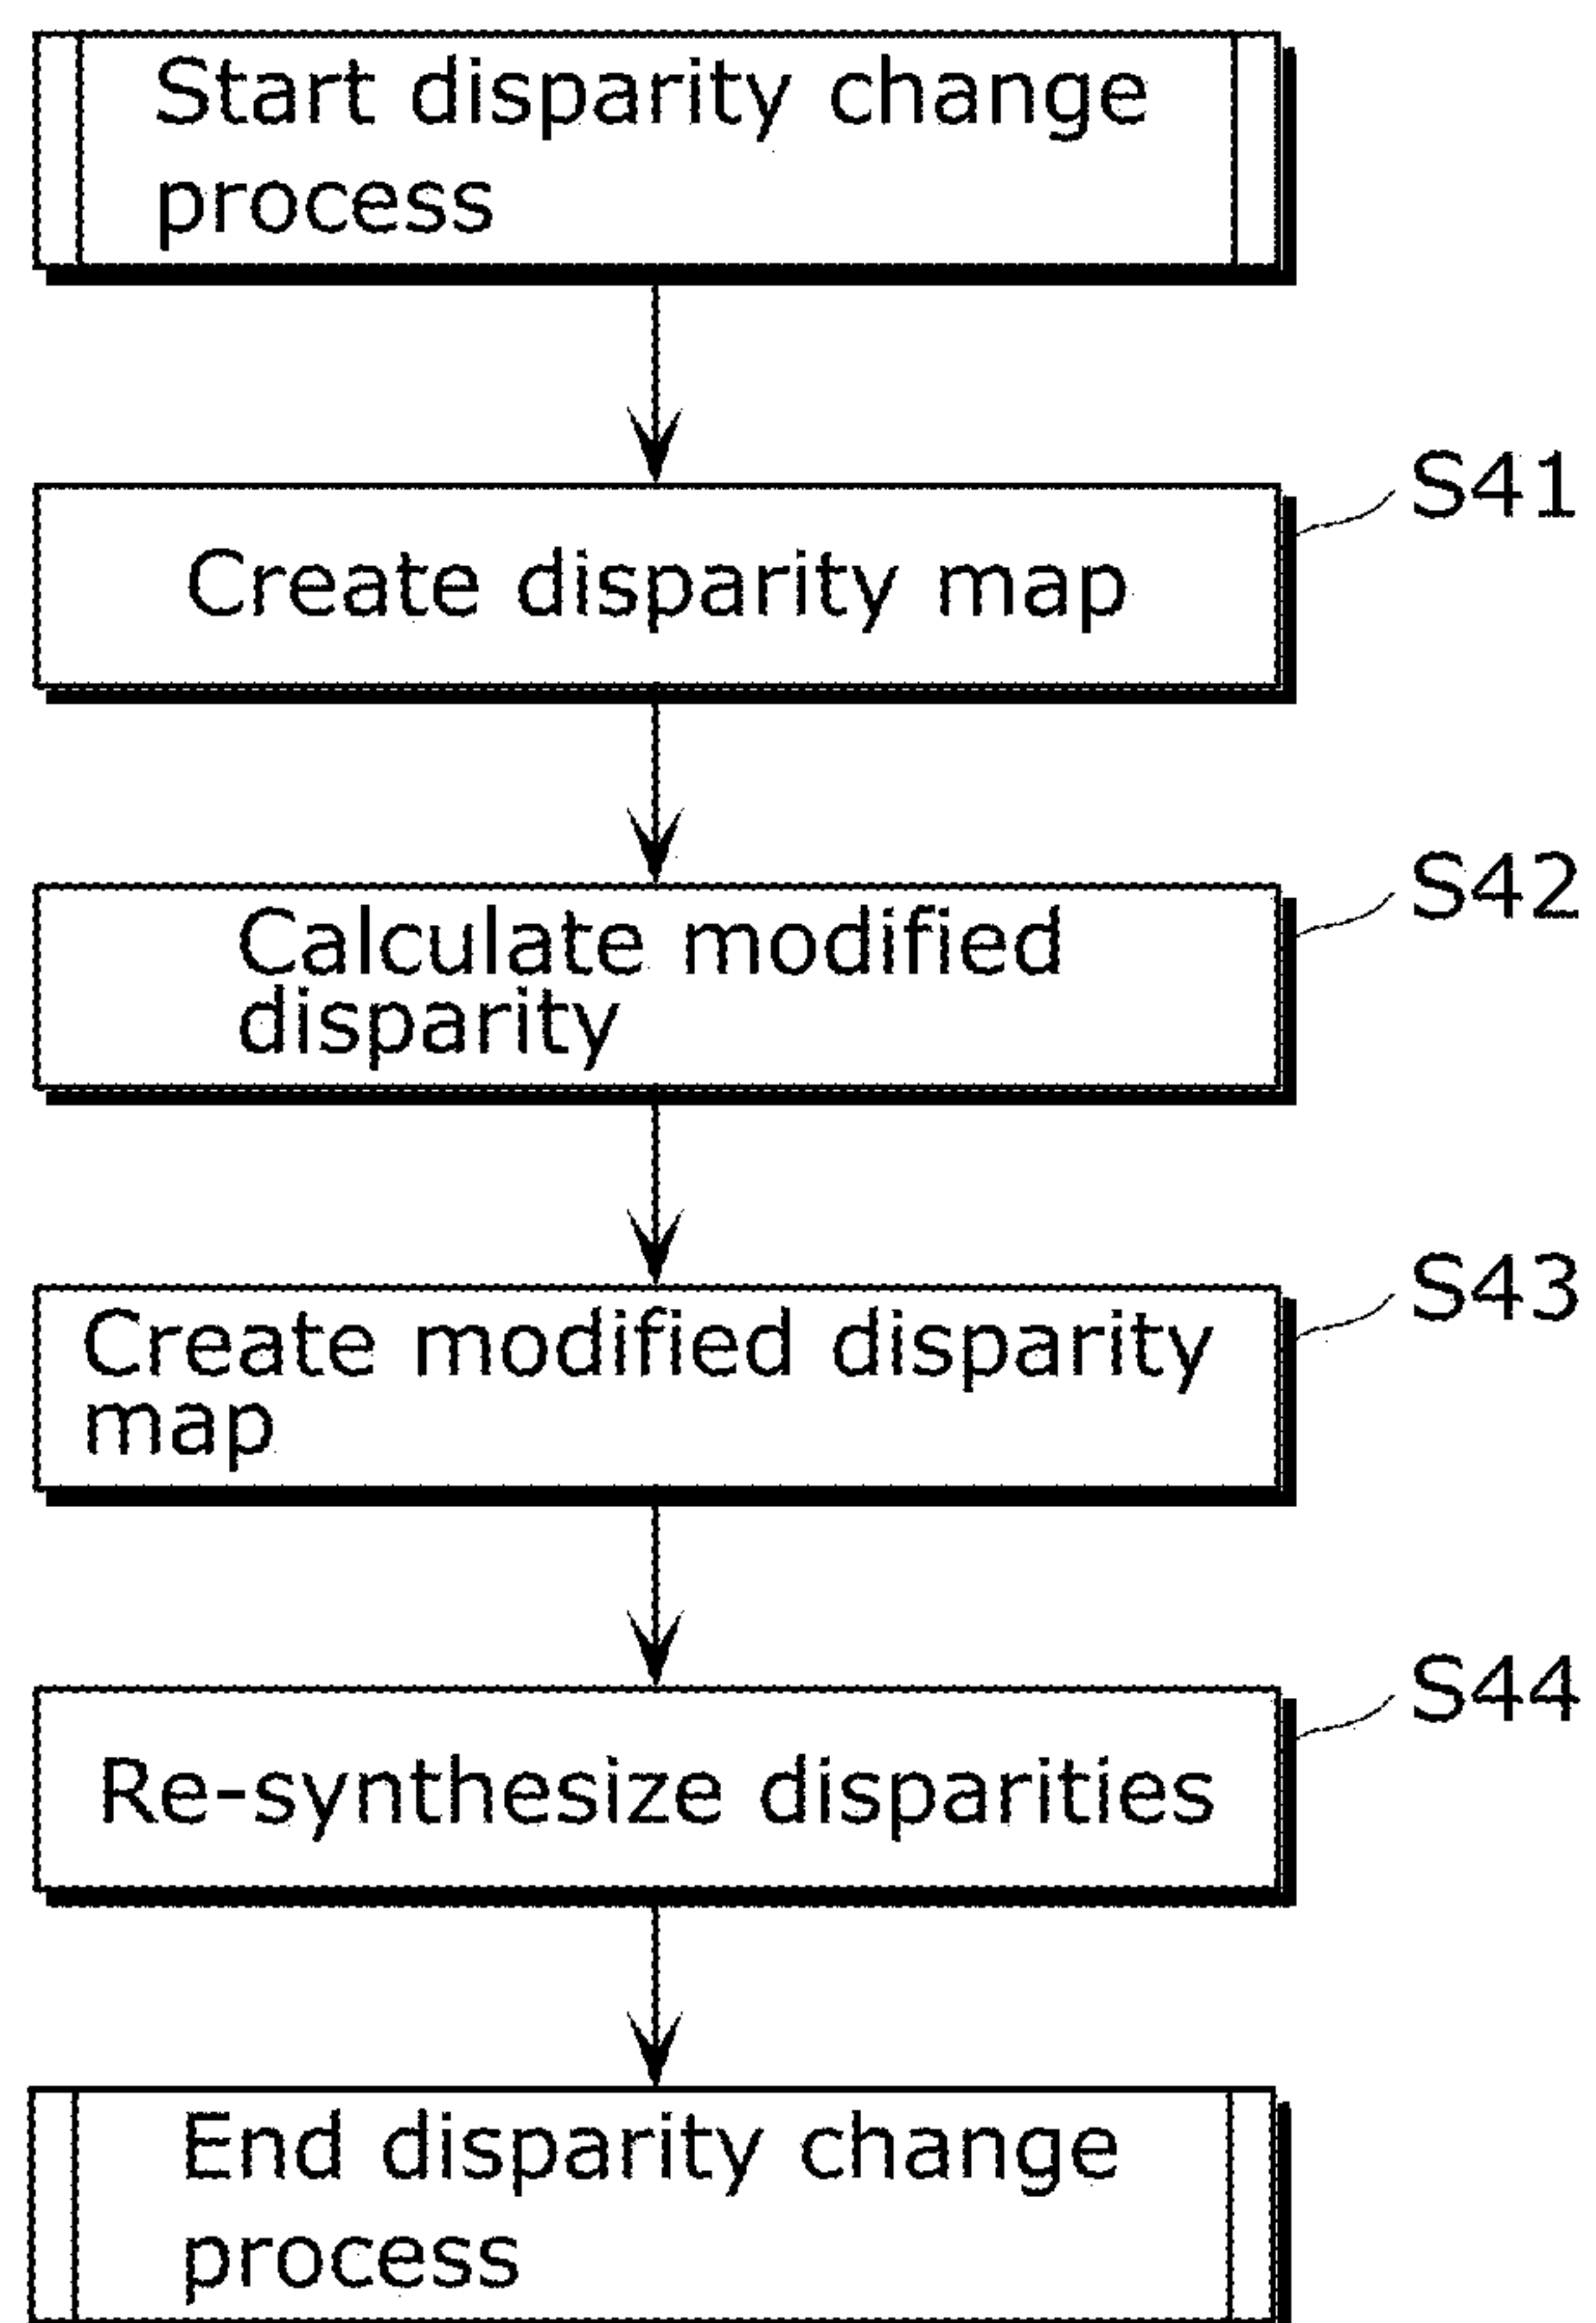 Start disparity change
process
S41
Create disparity map
S42
Calculate modified
disparity
S43
Create modified disparity
map
S44
Re-synthesize disparities
End disparity change
process